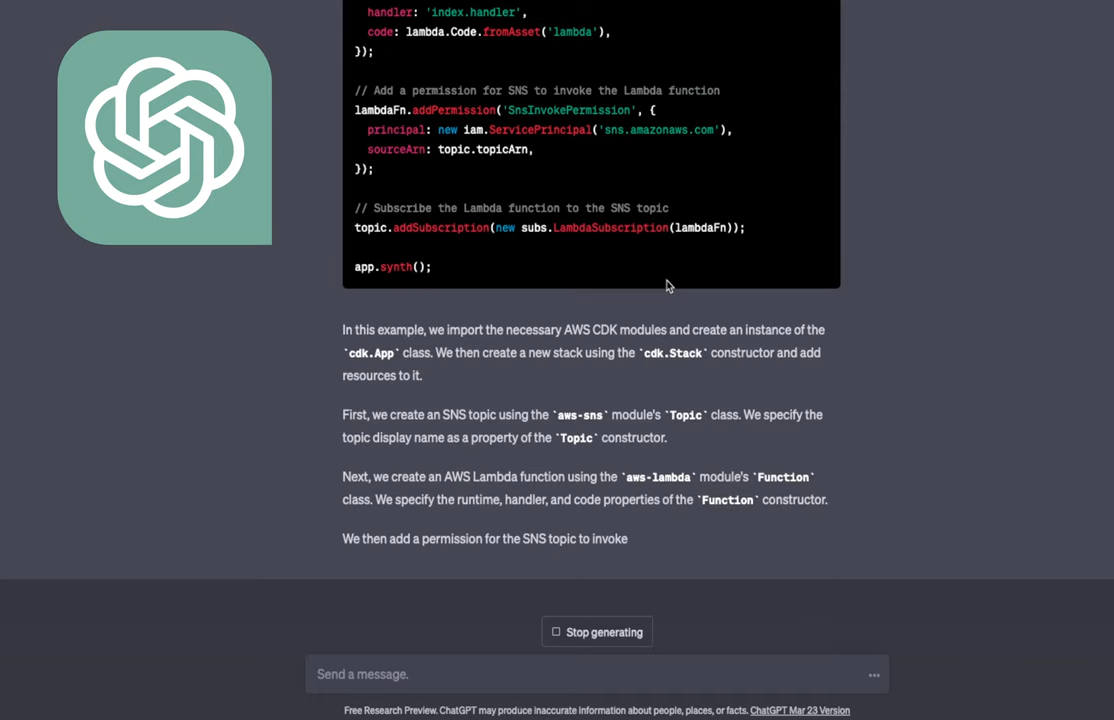 handler: 'index.handler',
code: lambda.Code.fromAsset('lambda'),
});
// Add a permission for SNS to invoke the Lambda function
lambdaFn.addPermission('SnsInvokePermission', {
principal: new iam.ServicePrincipal('sns.amazonaws.com'),
sourceArn: topic.topicArn,
});
// Subscribe the Lambda function to the SNS topic
topic.addSubscription(new subs.LambdaSubscription(lambdaFn));
app.synth();
In this example, we import the necessary AWS CDK modules and create an instance of the
`cdk.App` class. We then create a new stack using the `cdk.Stack` constructor and add
resources to it.
First, we create an SNS topic using the `aws-sns` module's `Topic` class. We specify the
topic display name as a property of the `Topic` constructor.
Next, we create an AWS Lambda function using the `aws-lambda` module's `Function`
class. We specify the runtime, handler, and code properties of the `Function` constructor.
We then add a permission for the SNS topic to invoke
Stop generating
Send a message.
Free Research Preview. ChatGPT may produce inaccurate information about people, places, or facts. ChatGPT Mar 23 Version